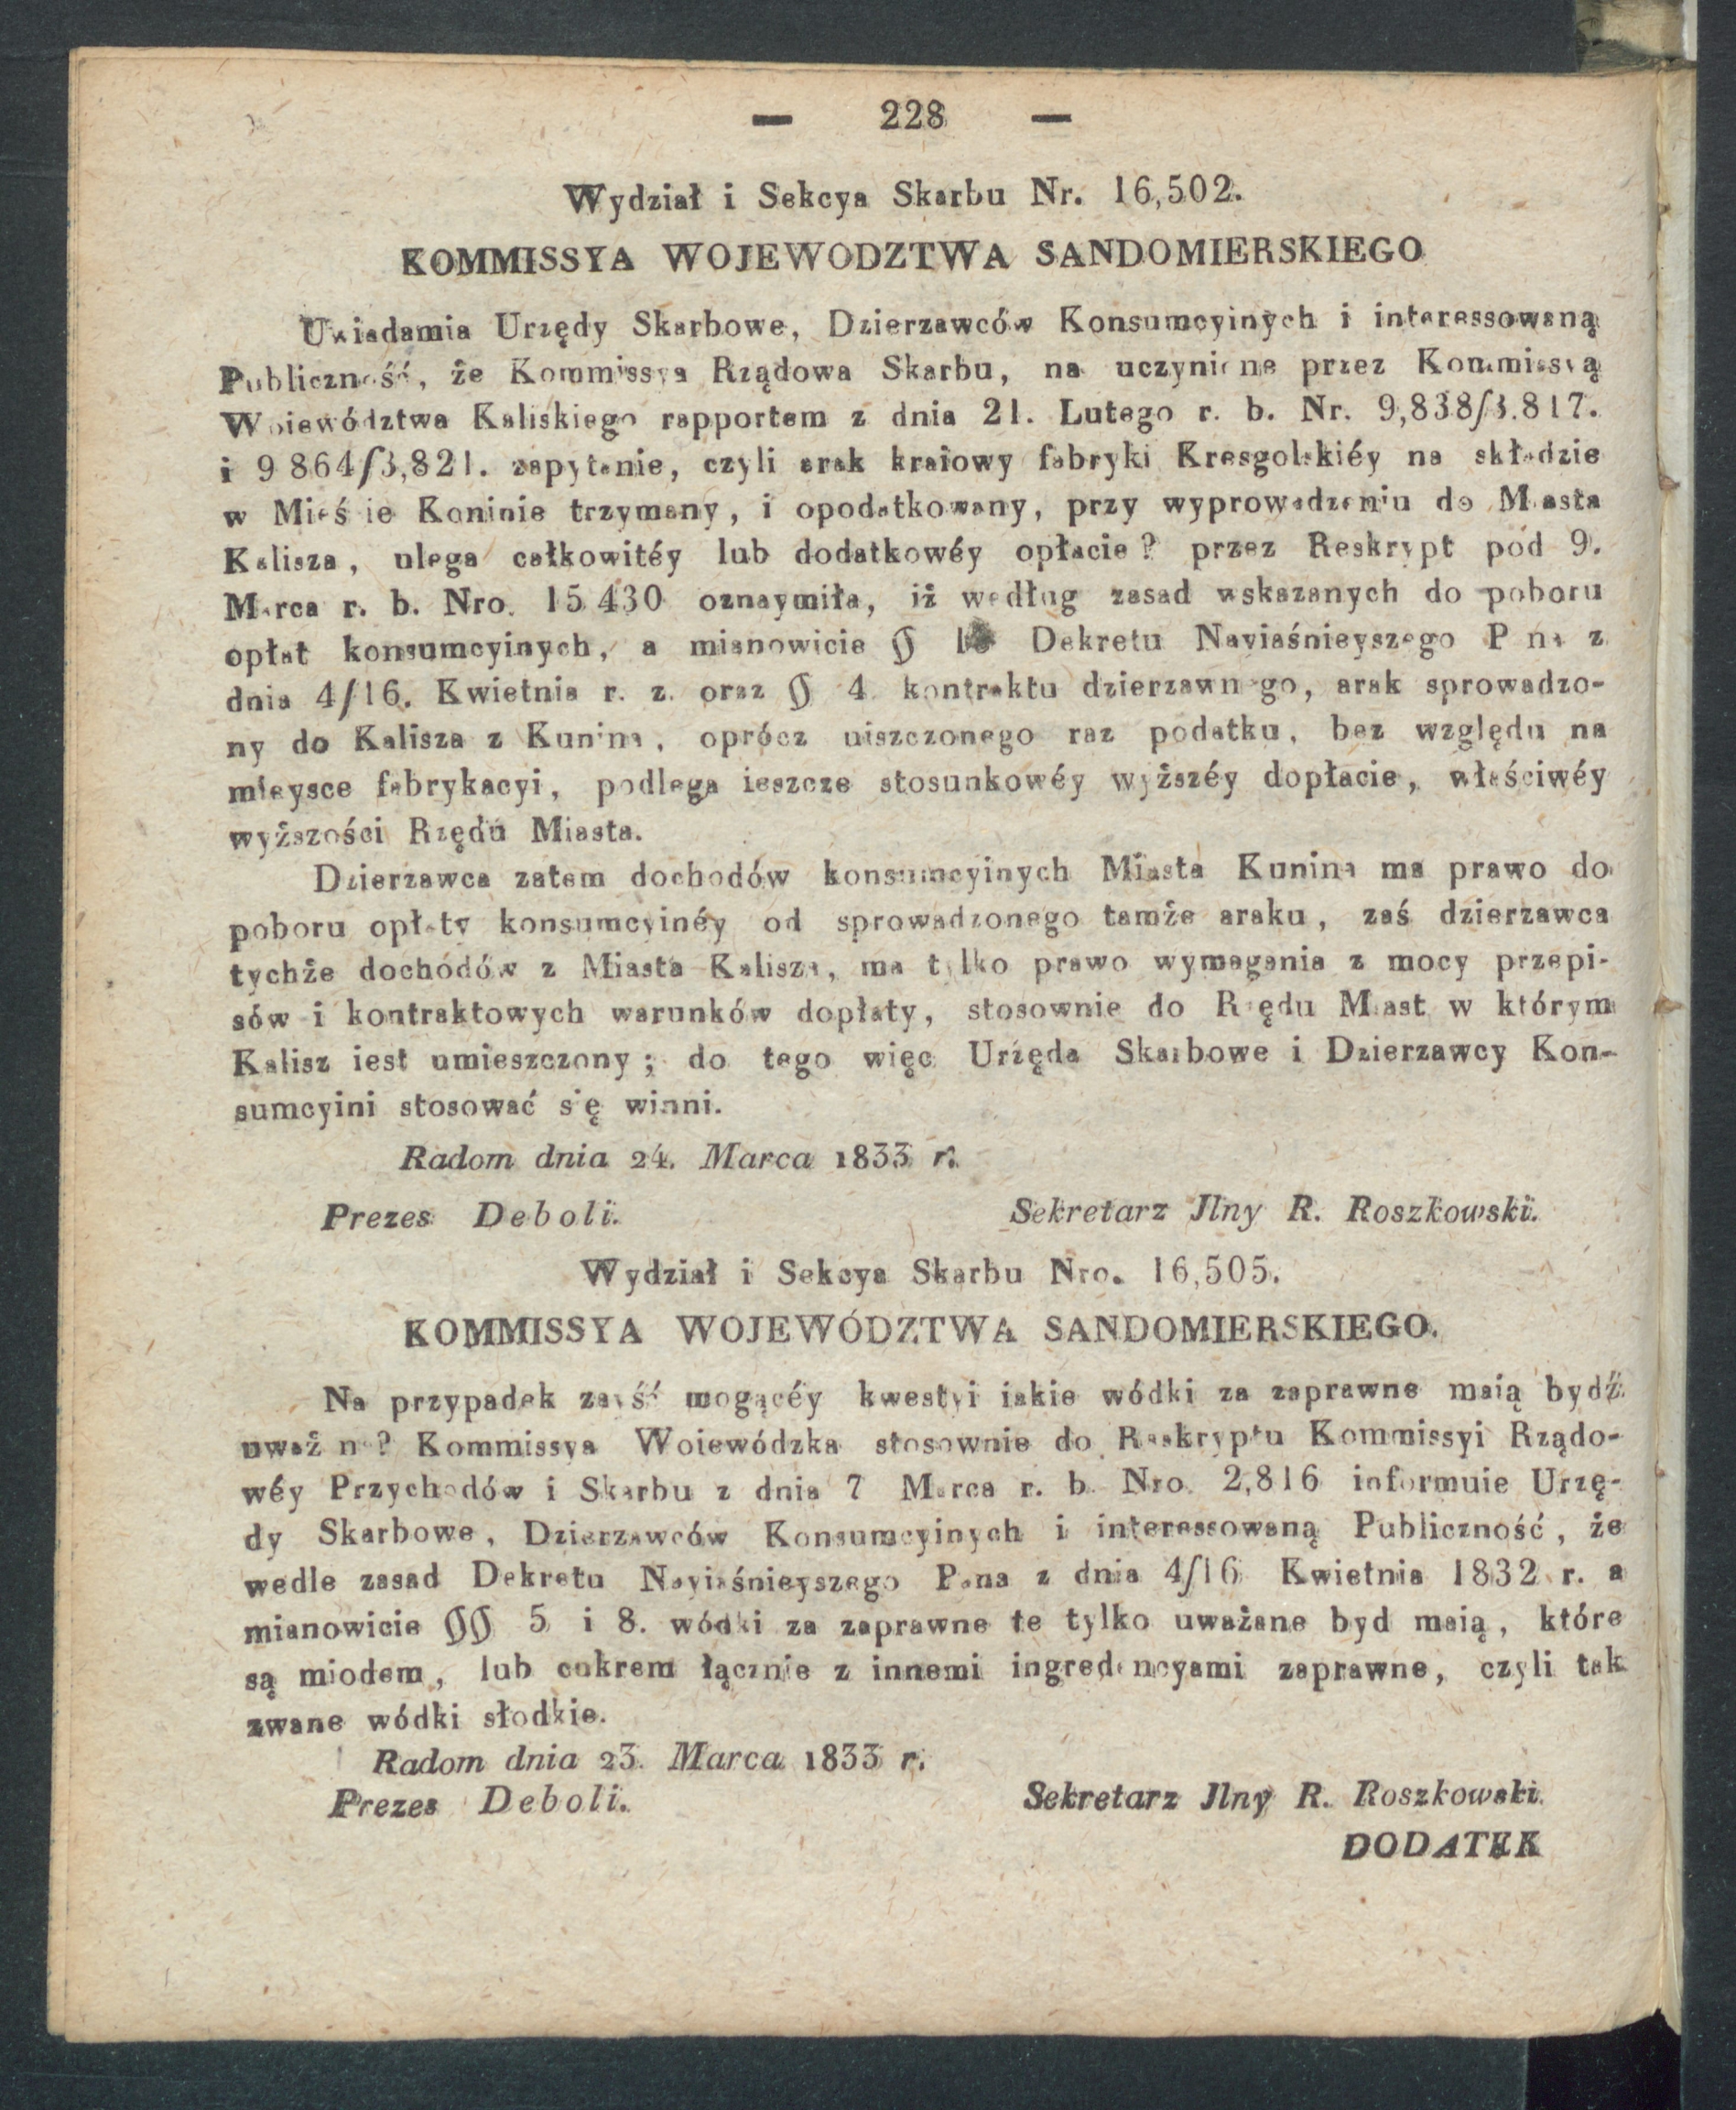 — 228 —
Wydział i Sekcya Skarbu Nr. 16,502.
KOMMISSYA WOJEWODZTWA SANDOMIERSKIEGO
Uwiadamia Urzędy Skarbowe, Dzierzawców Konsumcyinych i interessowaną
Publiczność, że Kommissya Rządowa Skarbu, na uczynione przez Kommissyą
Woiewództwa Kaliskiego rapportem z dnia 21. Lutego r. b. Nr. 9,838/3.817.
i 9 864/3,821. zapytanie, czyli arak kraiowy fabryki Kresgolskiéy na składzie
w Mieście Koninie trzymany, i opodatkowany, przy wyprowadzeniu do Miasta
Kalisza, ulega całkowitéy lub dodatkowéy opłacie? przez Reskrypt pod 9.
Marca r. b. Nro. 15 430 oznaymiła, iż według zasad wskazanych do poboru
opłat konsumcyinych, a mianowicie § Dekretu Nayiaśnieyszego Pana z
dnia 4/16. Kwietnia r. z. oraz § 4 kontraktu dzierzawnego, arak sprowadzo-
ny do Kalisza z Kunina, oprócz uiszczonego raz podatku, bez względu na
mieysce fabrykacyi, podlega ieszcze stosunkowéy wyższéy dopłacie, właściwéy
wyższości Rzędu Miasta.
Dzierzawca zatem dochodów konsumcyinych Miasta Kunina ma prawo do
poboru opłaty konsumcyinéy od sprowadzonego tamże araku, zaś dzierzawca
tychże dochodów z Miasta Kalisza, ma tylko prawo wymagania z mocy przepi-
sów i kontraktowych warunków dopłaty, stosownie do Rzędu Miast w którym
Kalisz iest umieszczony; do tego więc Urzęda Skarbowe i Dzierzawcy Kon-
sumcyini stosować się winni.
Radom dnia 24. Marca 1833 r.
Prezes Deboli. Sekretarz Jlny R. Roszkowski.
Wydział i Sekcya Skarbu Nro. 16,505.
KOMMISSYA WOJEWÓDZTWA SANDOMIERSKIEGO.
Na przypadek zayść mogącéy kwestyi iakie wódki za zaprawne maią bydź
uważane? Kommissya Woiewódzka stosownie do Reskryptu Kommissyi Rządo-
wéy Przychodów i Skarbu z dnia 7 Marca r. b. Nro. 2,816 informuie Urzę-
dy Skarbowe, Dzierzawców Konsumcyinych i interessowaną Publiczność, że
wedle zasad Dekretu Nayiaśnieyszego Pana z dnia 4/16 Kwietnia 1832 r. a
mianowicie §§ 5 i 8. wódki za zaprawne te tylko uważane byd maią, które
są miodem, lub cukrem łącznie z innemi ingrediencyami zaprawne, czyli tak
zwane wódki słodkie.
Radom dnia 23. Marca 1833 r.
Prezes Deboli. Sekretarz Jlny R. Roszkowski.
DODATEK